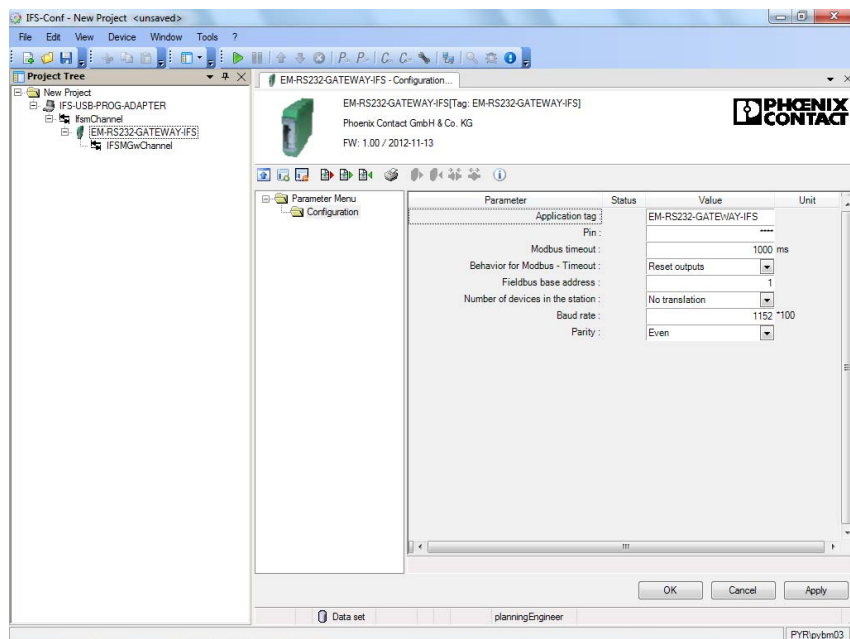 IFS-Conf - New Project <unsaved>
File Edit View Device Window Tools ?
Project Tree
New Project
IFS-USB-PROG-ADAPTER
IfsmChannel
EM-RS232-GATEWAY-IFS
IFSMGwChannel
EM-RS232-GATEWAY-IFS - Configuration...
EM-RS232-GATEWAY-IFS[Tag: EM-RS232-GATEWAY-IFS]
Phoenix Contact GmbH & Co. KG
FW: 1.00 / 2012-11-13
PHŒNIX
CONTACT
Parameter Menu
Configuration
Parameter Status Value Unit
Application tag : EM-RS232-GATEWAY-IFS
Pin : ----
Modbus timeout : 1000 ms
Behavior for Modbus - Timeout : Reset outputs
Fieldbus base address : 1
Number of devices in the station : No translation
Baud rate : 1152 *100
Parity : Even
OK Cancel Apply
Data set planningEngineer
PYR\pybm03